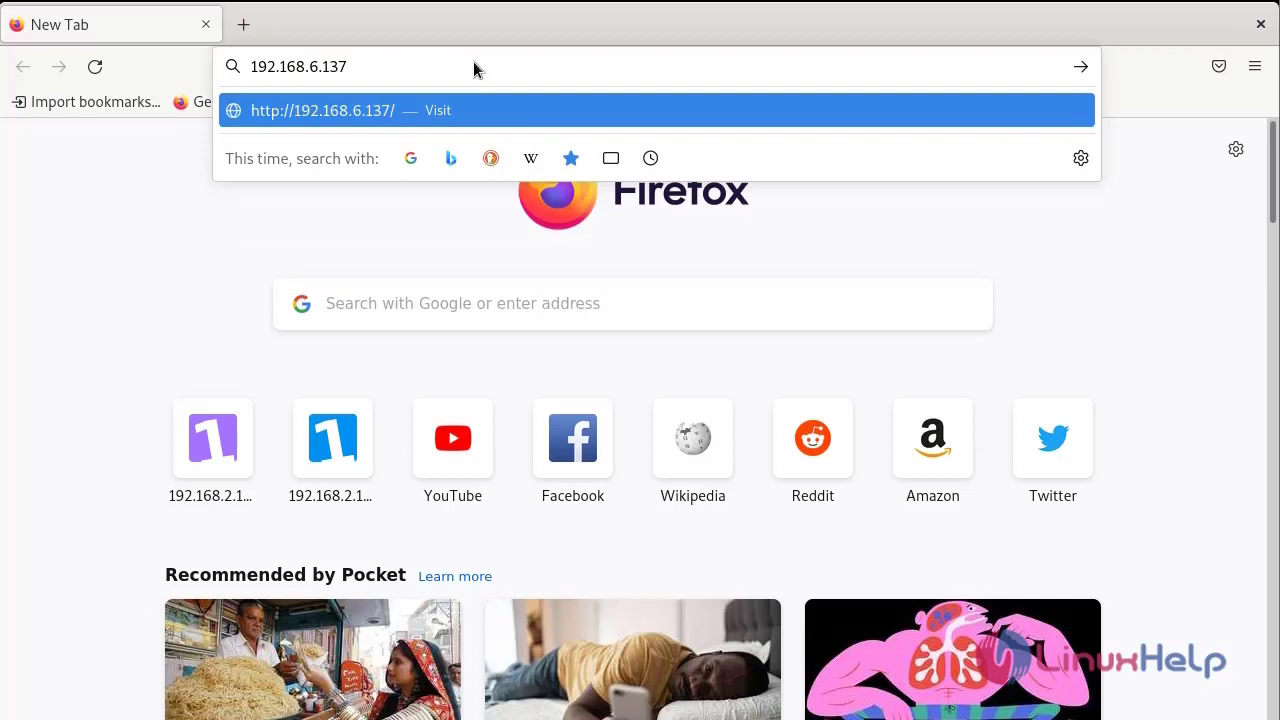 New Tab
192.168.6.137
Import bookmarks...
Ge
http://192.168.6.137/ — Visit
This time, search with:
Firefox
Search with Google or enter address
192.168.2.1...
192.168.2.1...
YouTube
Facebook
Wikipedia
Reddit
Amazon
Twitter
Recommended by Pocket Learn more
LinuxHelp